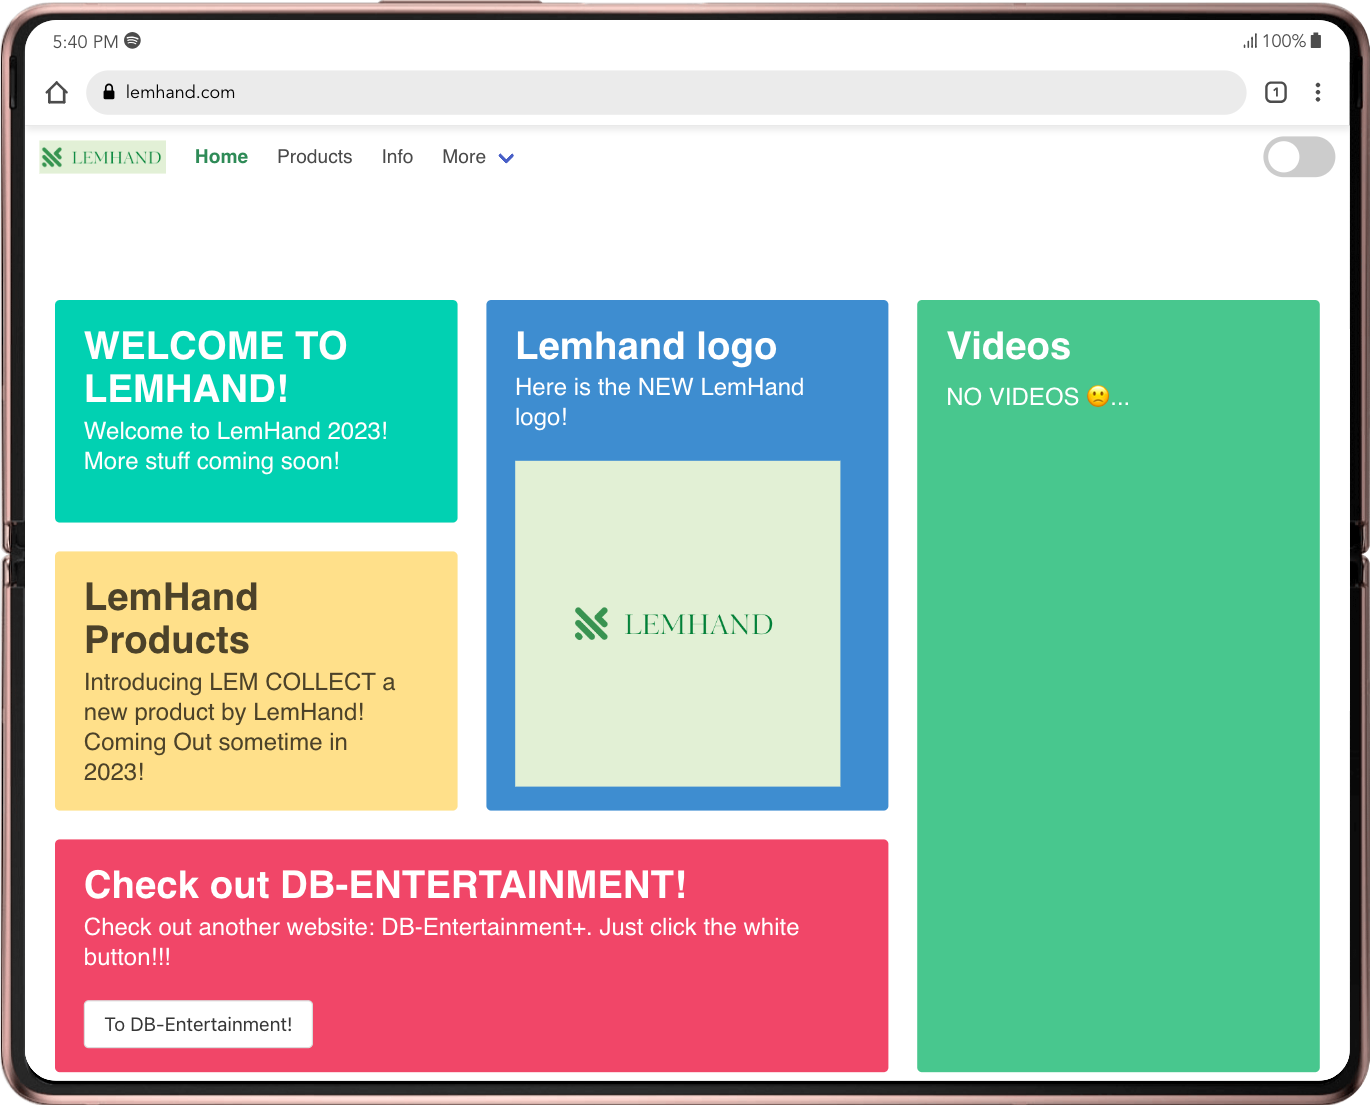 5:40 PM
100%
lemhand.com
1
LEMHAND
Home
Products
Info
More
WELCOME TO
LEMHAND!
Welcome to LemHand 2023!
More stuff coming soon!
Lemhand logo
Here is the NEW LemHand
logo!
LEMHAND
Videos
NO VIDEOS 🙁...
LemHand
Products
Introducing LEM COLLECT a
new product by LemHand!
Coming Out sometime in
2023!
Check out DB-ENTERTAINMENT!
Check out another website: DB-Entertainment+. Just click the white
button!!!
To DB-Entertainment!